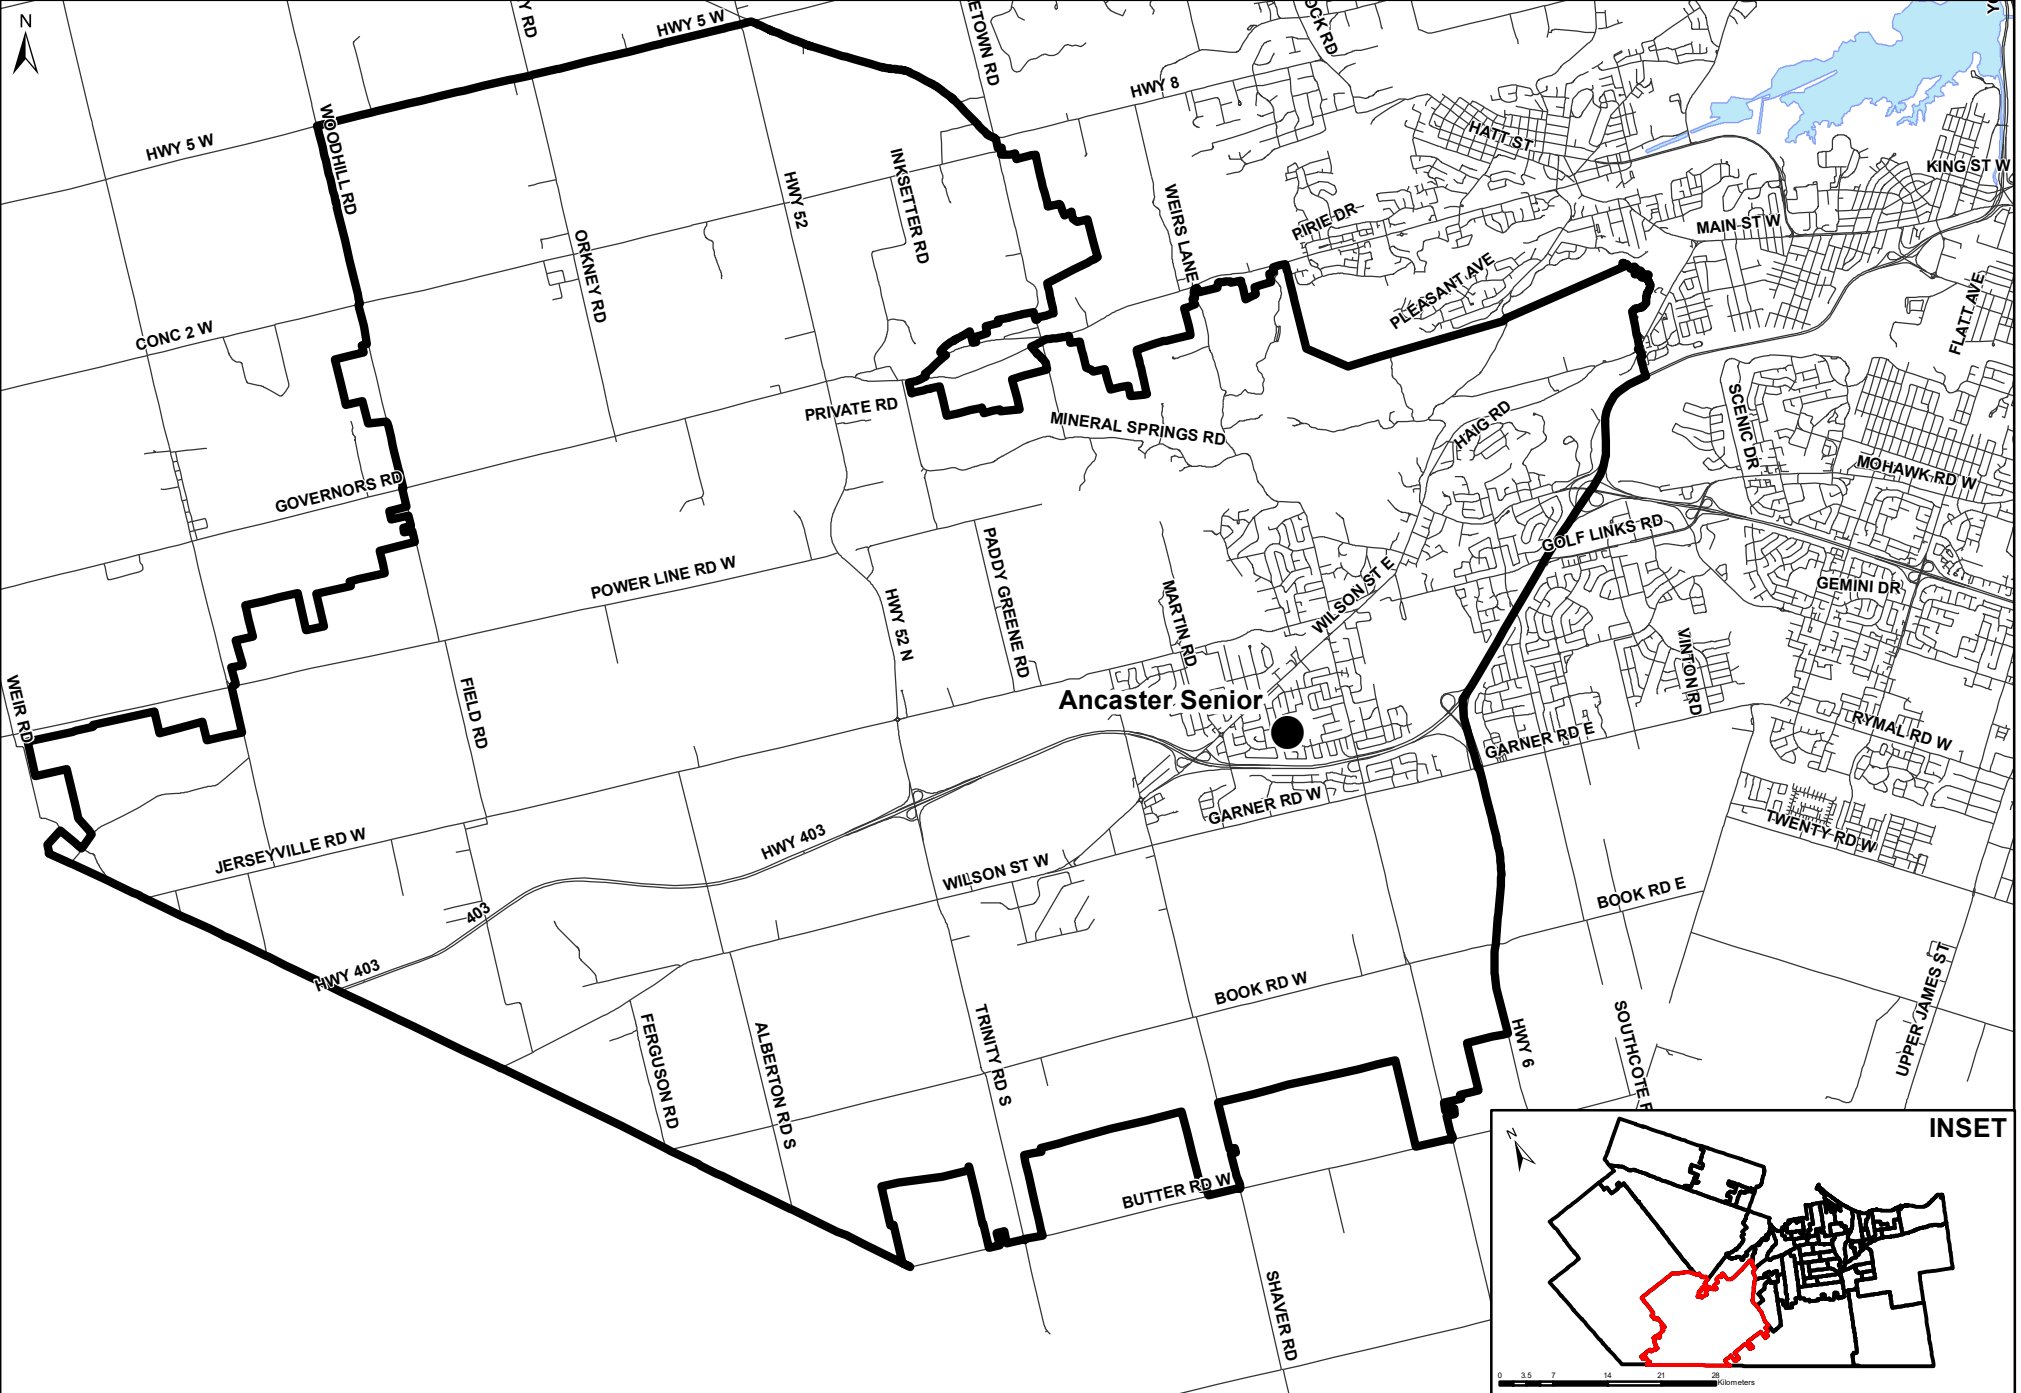 N
HWY 5 W
HWY 5 W
HWY 8
HATT ST
KING ST W
WOODHILL RD
HWY 52
INKSETTER RD
WEIRS LANE
PIRIE DR
MAIN ST W
ORKNEY RD
PLEASANT AVE
FLATT AVE
CONC 2 W
PRIVATE RD
MINERAL SPRINGS RD
HAIG RD
SCENIC DR
MOHAWK RD W
GOVERNORS RD
GOLF LINKS RD
POWER LINE RD W
PADDY GREENE RD
HWY 52 N
MARTIN RD
WILSON ST E
GEMINI DR
WEIR RD
FIELD RD
VINTON RD
Ancaster Senior
GARNER RD E
RYMAL RD W
GARNER RD W
TWENTY RD W
JERSEYVILLE RD W
HWY 403
WILSON ST W
403
BOOK RD E
HWY 403
BOOK RD W
UPPER JAMES ST
FERGUSON RD
ALBERTON RD S
TRINITY RD S
HWY 6
SOUTHCOTE R
BUTTER RD W
SHAVER RD
INSET
N
0 3.5 7 14 21 28
Kilometers